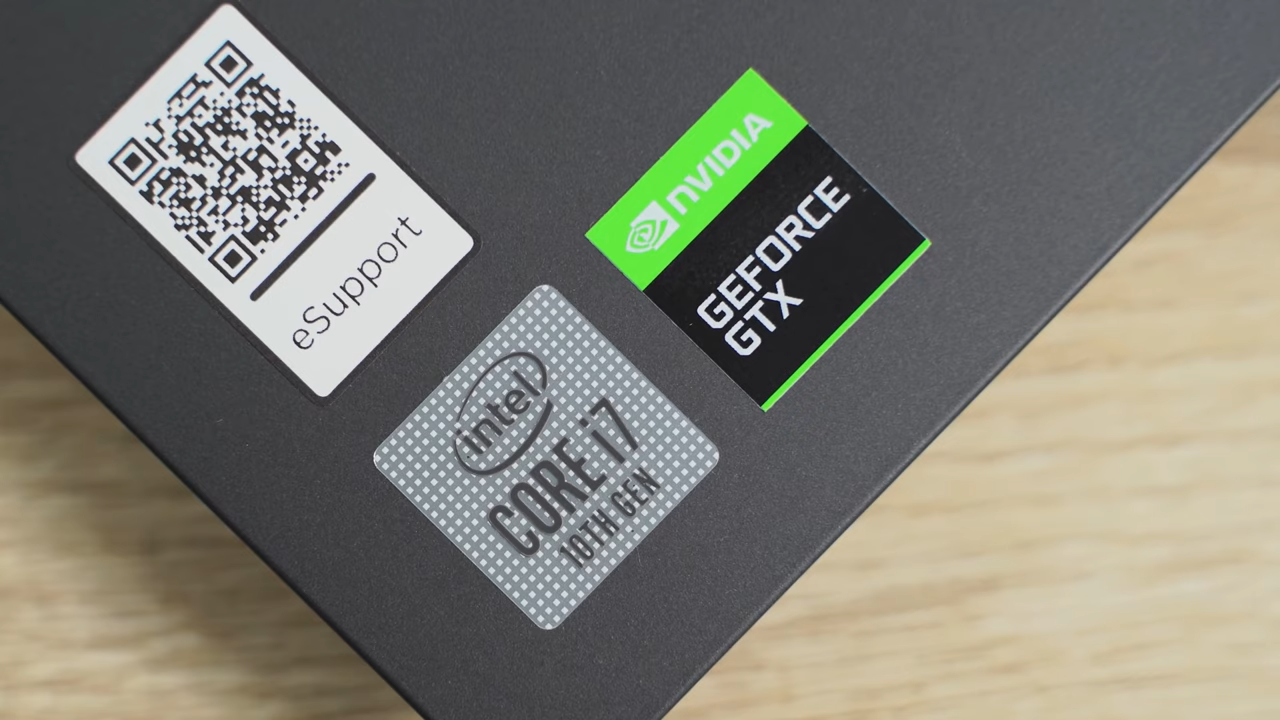 eSupport
nVIDIA
GEFORCE
GTX
intel
CORE i7
10TH GEN